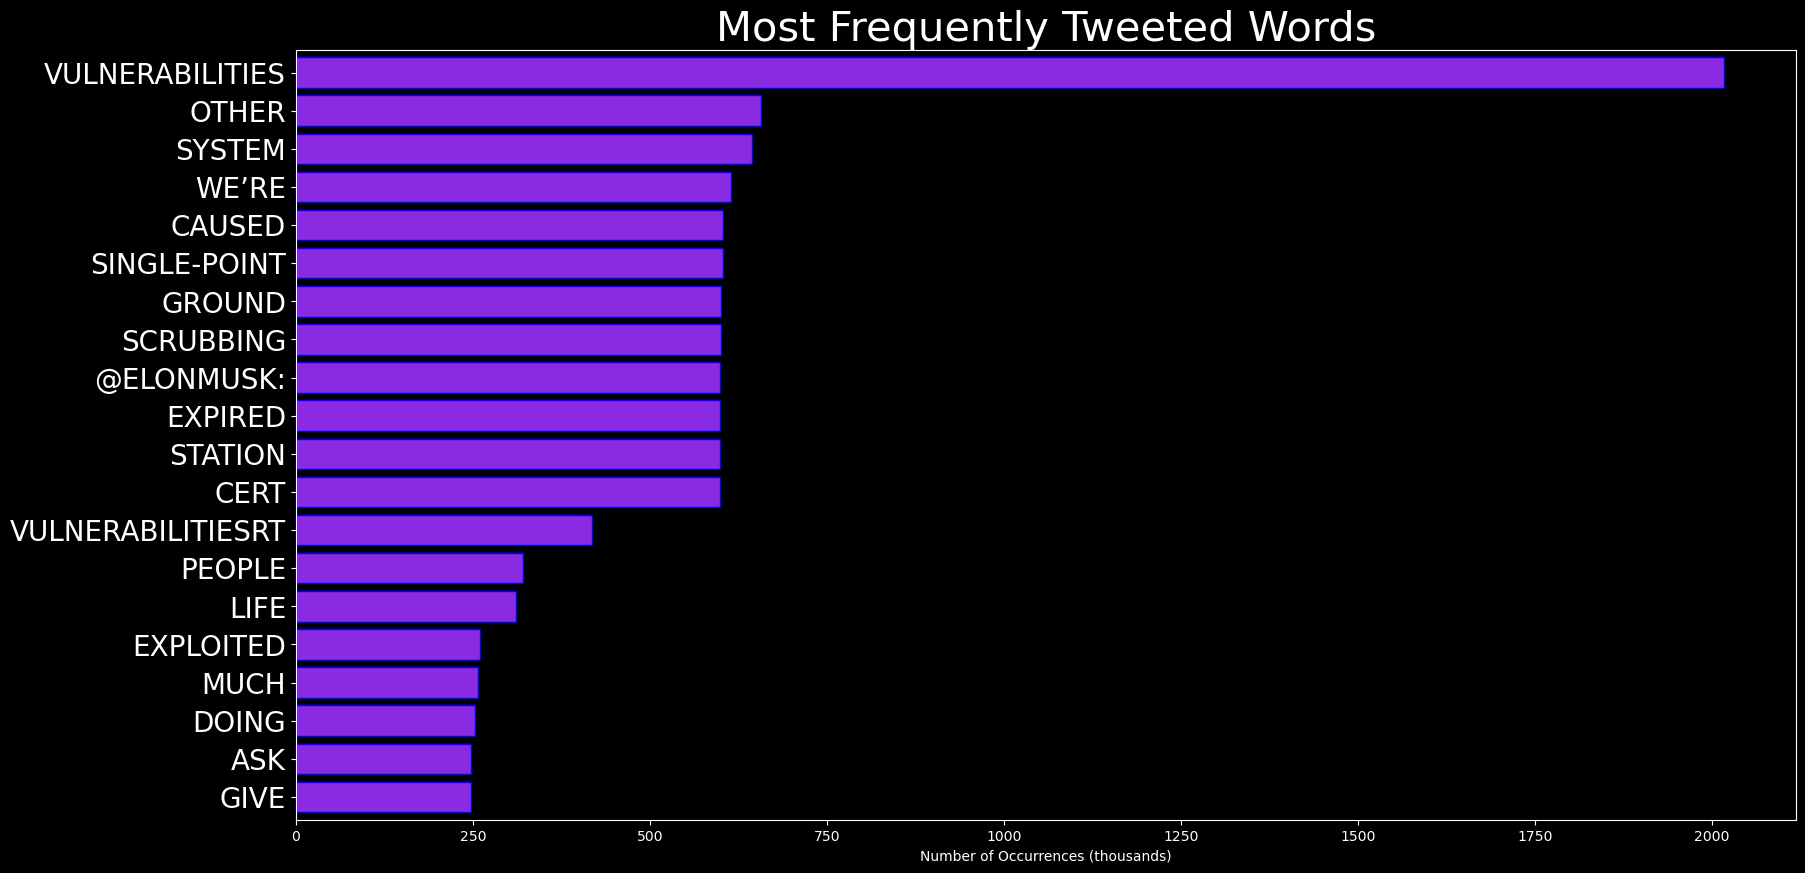 Most Frequently Tweeted Words
VULNERABILITIES
OTHER
SYSTEM
WE’RE
CAUSED
SINGLE-POINT
GROUND
SCRUBBING
@ELONMUSK:
EXPIRED
STATION
CERT
VULNERABILITIESRT
PEOPLE
LIFE
EXPLOITED
MUCH
DOING
ASK
GIVE
0 250 500 750 1000 1250 1500 1750 2000
Number of Occurrences (thousands)